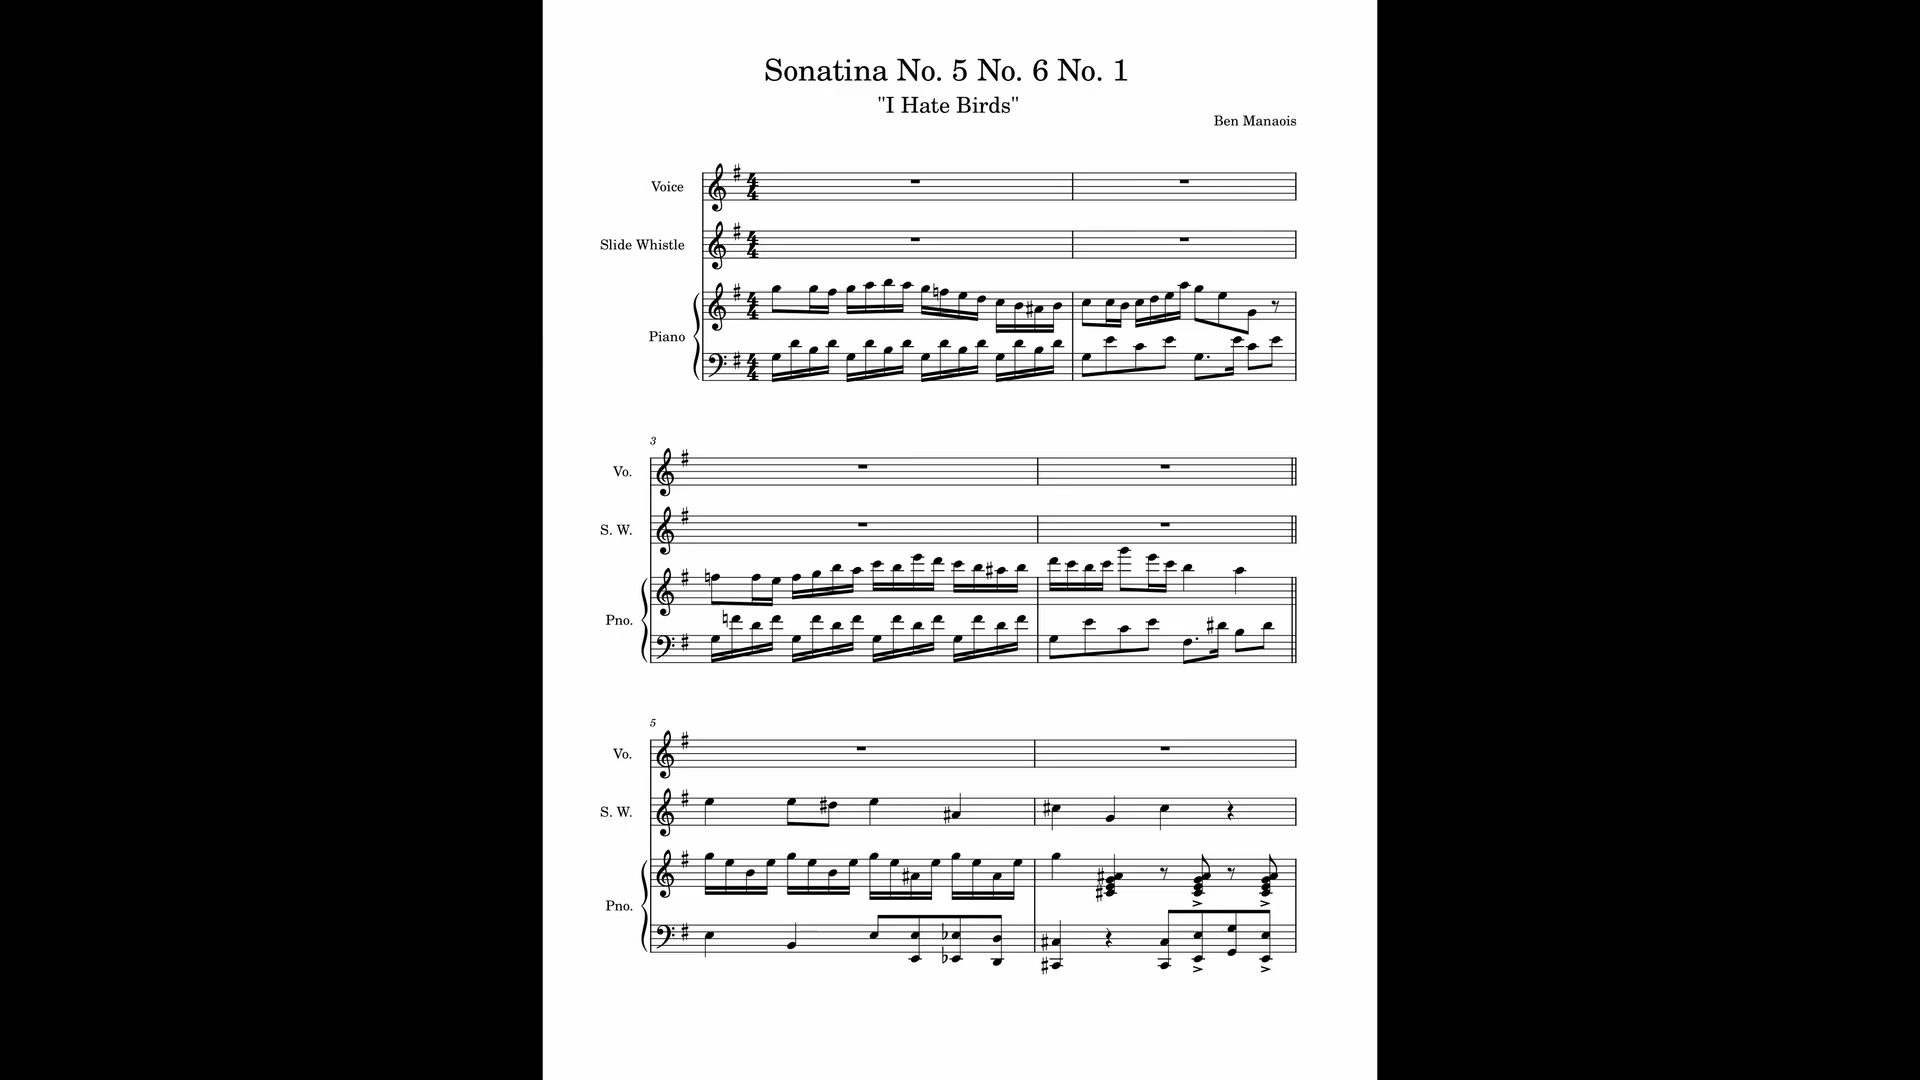 Sonatina No. 5 No. 6 No. 1
"I Hate Birds"
Ben Manaois
Voice
Slide Whistle
Piano
3
Vo.
S. W.
Pno.
5
Vo.
S. W.
Pno.